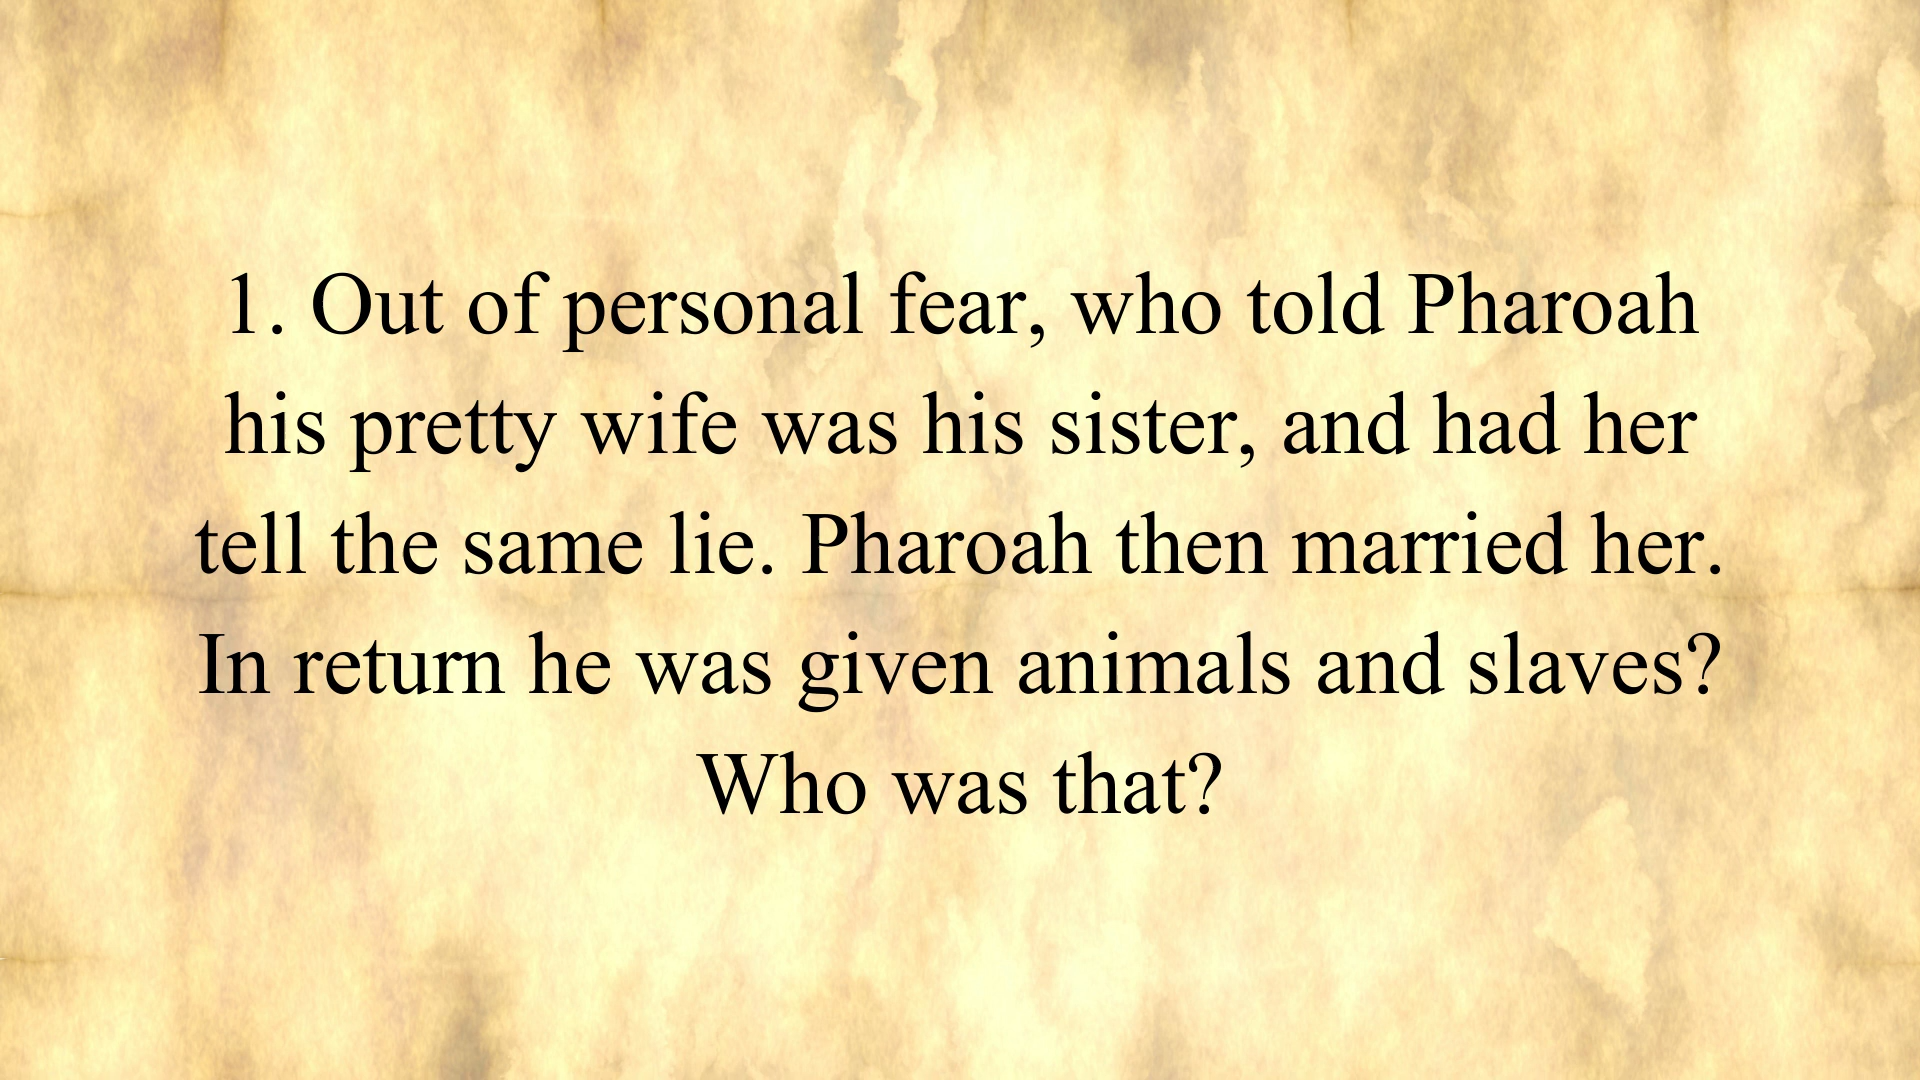 1. Out of personal fear, who told Pharoah
his pretty wife was his sister, and had her
tell the same lie. Pharoah then married her.
In return he was given animals and slaves?
Who was that?